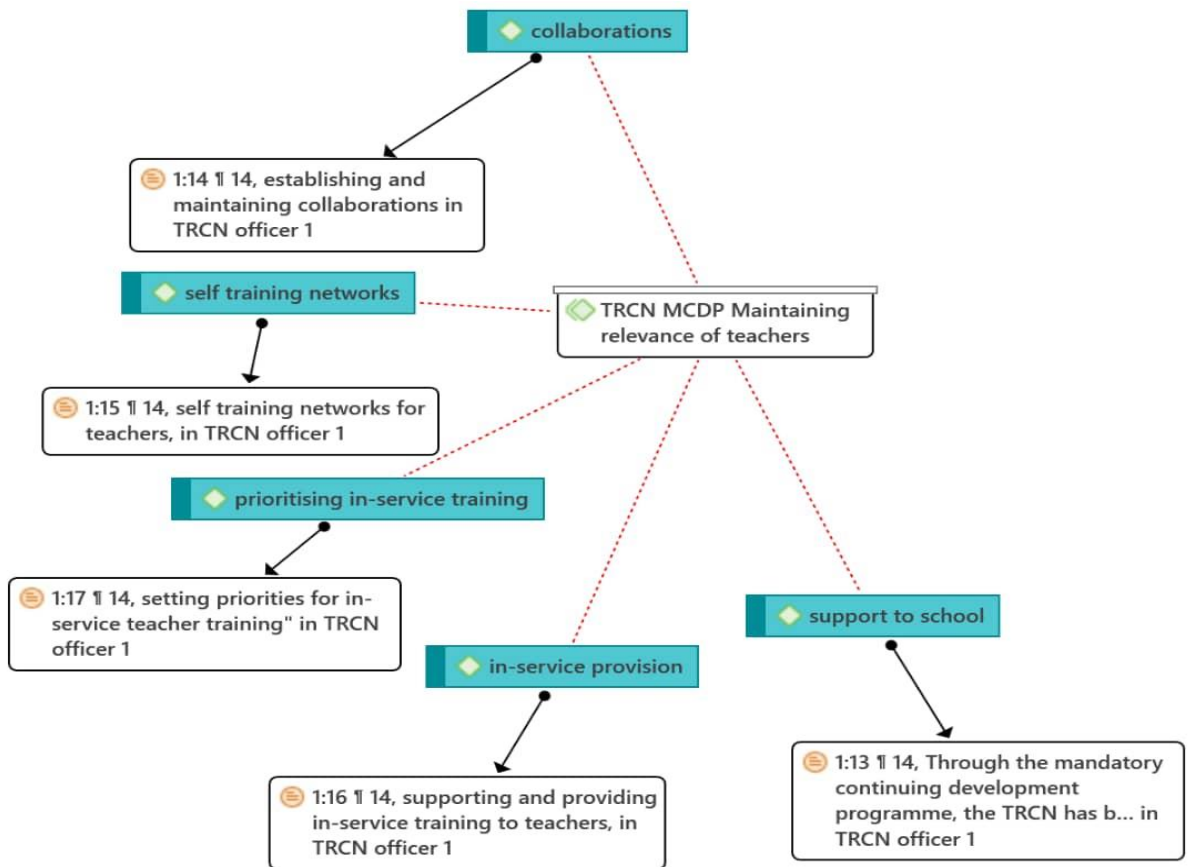 collaborations
1:14 ¶ 14, establishing and
maintaining collaborations in
TRCN officer 1
self training networks
TRCN MCDP Maintaining
relevance of teachers
1:15 ¶ 14, self training networks for
teachers, in TRCN officer 1
prioritising in-service training
1:17 ¶ 14, setting priorities for in-
service teacher training" in TRCN
officer 1
support to school
in-service provision
1:13 ¶ 14, Through the mandatory
continuing development
programme, the TRCN has b... in
TRCN officer 1
1:16 ¶ 14, supporting and providing
in-service training to teachers, in
TRCN officer 1